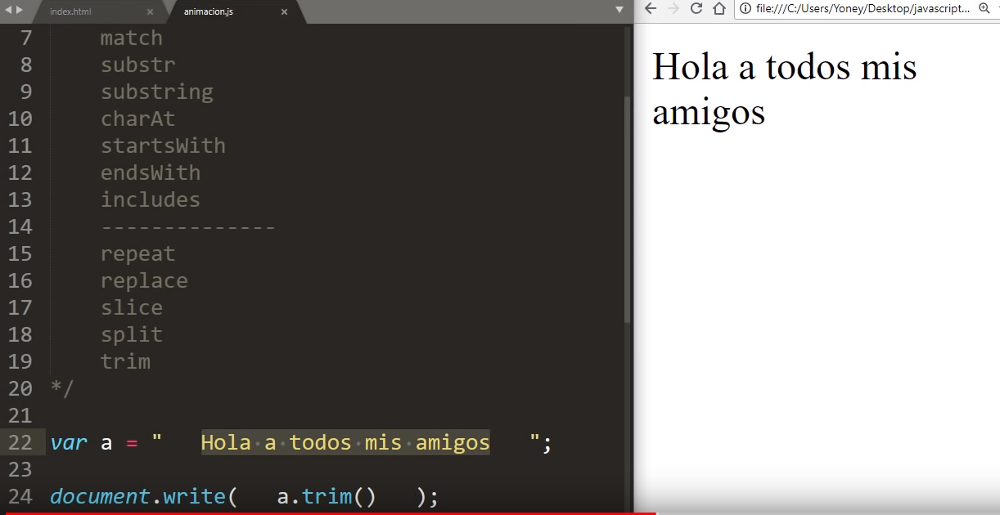 index.html × animacion.js ×
file:///C:/Users/Yoney/Desktop/javascript...
7 match
8 substr
9 substring
10 charAt
11 startsWith
12 endsWith
13 includes
14 --------------
15 repeat
16 replace
17 slice
18 split
19 trim
20 */
21
22 var a = "   Hola a todos mis amigos   ";
23
24 document.write(   a.trim()   );
Hola a todos mis
amigos